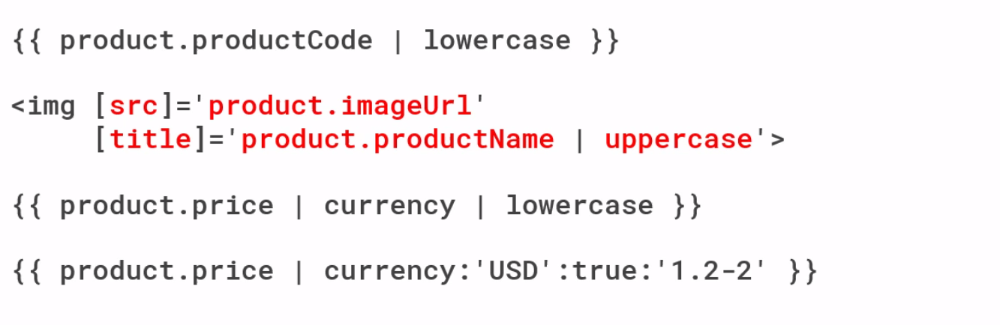 {{ product.productCode | lowercase }}
<img [src]='product.imageUrl'
[title]='product.productName | uppercase'>
{{ product.price | currency | lowercase }}
{{ product.price | currency:'USD':true:'1.2-2' }}